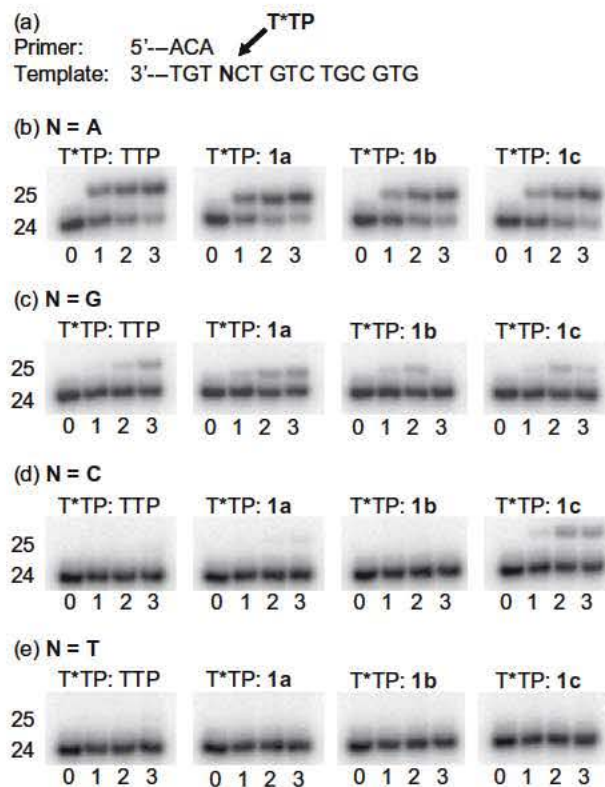 (a)
T*TP
Primer: 5'---ACA
Template: 3'---TGT NCT GTC TGC GTG
(b) N = A
T*TP: TTP T*TP: 1a T*TP: 1b T*TP: 1c
25
24
0 1 2 3 0 1 2 3 0 1 2 3 0 1 2 3
(c) N = G
T*TP: TTP T*TP: 1a T*TP: 1b T*TP: 1c
25
24
0 1 2 3 0 1 2 3 0 1 2 3 0 1 2 3
(d) N = C
T*TP: TTP T*TP: 1a T*TP: 1b T*TP: 1c
25
24
0 1 2 3 0 1 2 3 0 1 2 3 0 1 2 3
(e) N = T
T*TP: TTP T*TP: 1a T*TP: 1b T*TP: 1c
25
24
0 1 2 3 0 1 2 3 0 1 2 3 0 1 2 3